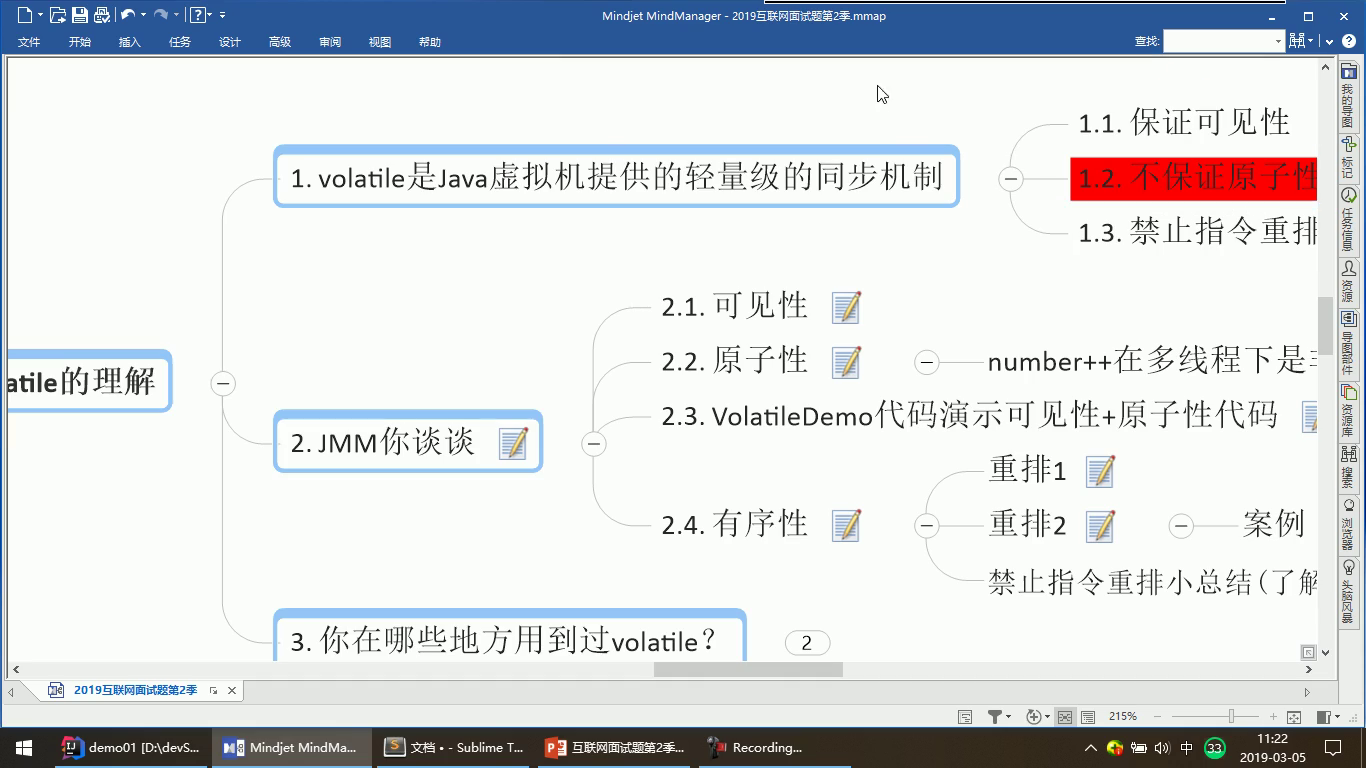 Mindjet MindManager - 2019互联网面试题第2季.mmap
文件 开始 插入 任务 设计 高级 审阅 视图 帮助
查找:
1. volatile是Java虚拟机提供的轻量级的同步机制
1.1. 保证可见性
1.2. 不保证原子性
1.3. 禁止指令重排
atile的理解
2. JMM你谈谈
2.1. 可见性
2.2. 原子性
number++在多线程下是
2.3. VolatileDemo代码演示可见性+原子性代码
2.4. 有序性
重排1
重排2
案例
禁止指令重排小总结(了解
3. 你在哪些地方用到过volatile？
2
我的导图
标记
任务信息
资源
导图部件
资源库
搜索
浏览器
头脑风暴
2019互联网面试题第2季
215%
demo01 [D:\devS...
Mindjet MindMa...
文档 • - Sublime T...
互联网面试题第2季...
Recording...
中
33
11:22
2019-03-05